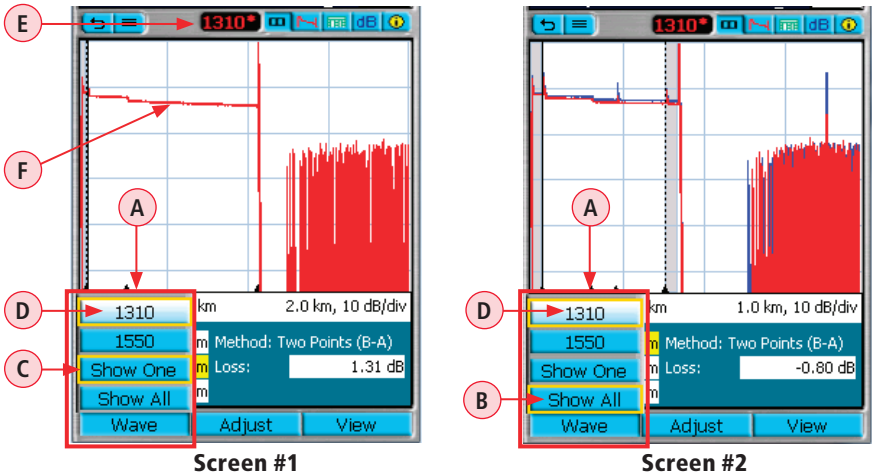 E
1310*
dB
F
A
D
1310
km
2.0 km, 10 dB/div
1550
m
Method: Two Points (B-A)
C
Show One
m
Loss:
1.31 dB
Show All
m
Wave
Adjust
View
Screen #1
1310*
dB
A
D
1310
km
1.0 km, 10 dB/div
1550
m
Method: Two Points (B-A)
Show One
m
Loss:
-0.80 dB
B
Show All
m
Wave
Adjust
View
Screen #2